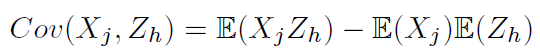 Cov(X_j, Z_h) = 𝔼(X_j Z_h) − 𝔼(X_j)𝔼(Z_h)